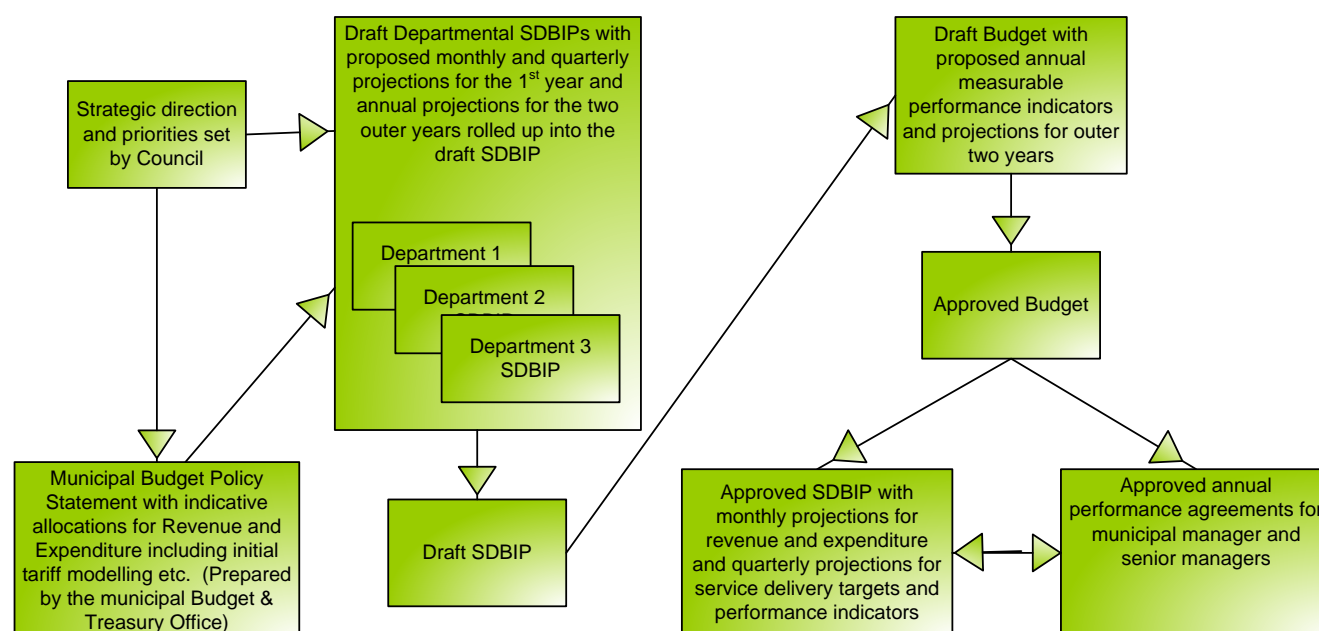 Strategic direction
and priorities set
by Council
Municipal Budget Policy
Statement with indicative
allocations for Revenue and
Expenditure including initial
tariff modelling etc. (Prepared
by the municipal Budget &
Treasury Office)
Draft Departmental SDBIPs with
proposed monthly and quarterly
projections for the 1st year and
annual projections for the two
outer years rolled up into the
draft SDBIP
Department 1
Department 2
SDBIP
Department 3
SDBIP
Draft SDBIP
Draft Budget with
proposed annual
measurable
performance indicators
and projections for outer
two years
Approved Budget
Approved SDBIP with
monthly projections for
revenue and expenditure
and quarterly projections for
service delivery targets and
performance indicators
Approved annual
performance agreements for
municipal manager and
senior managers